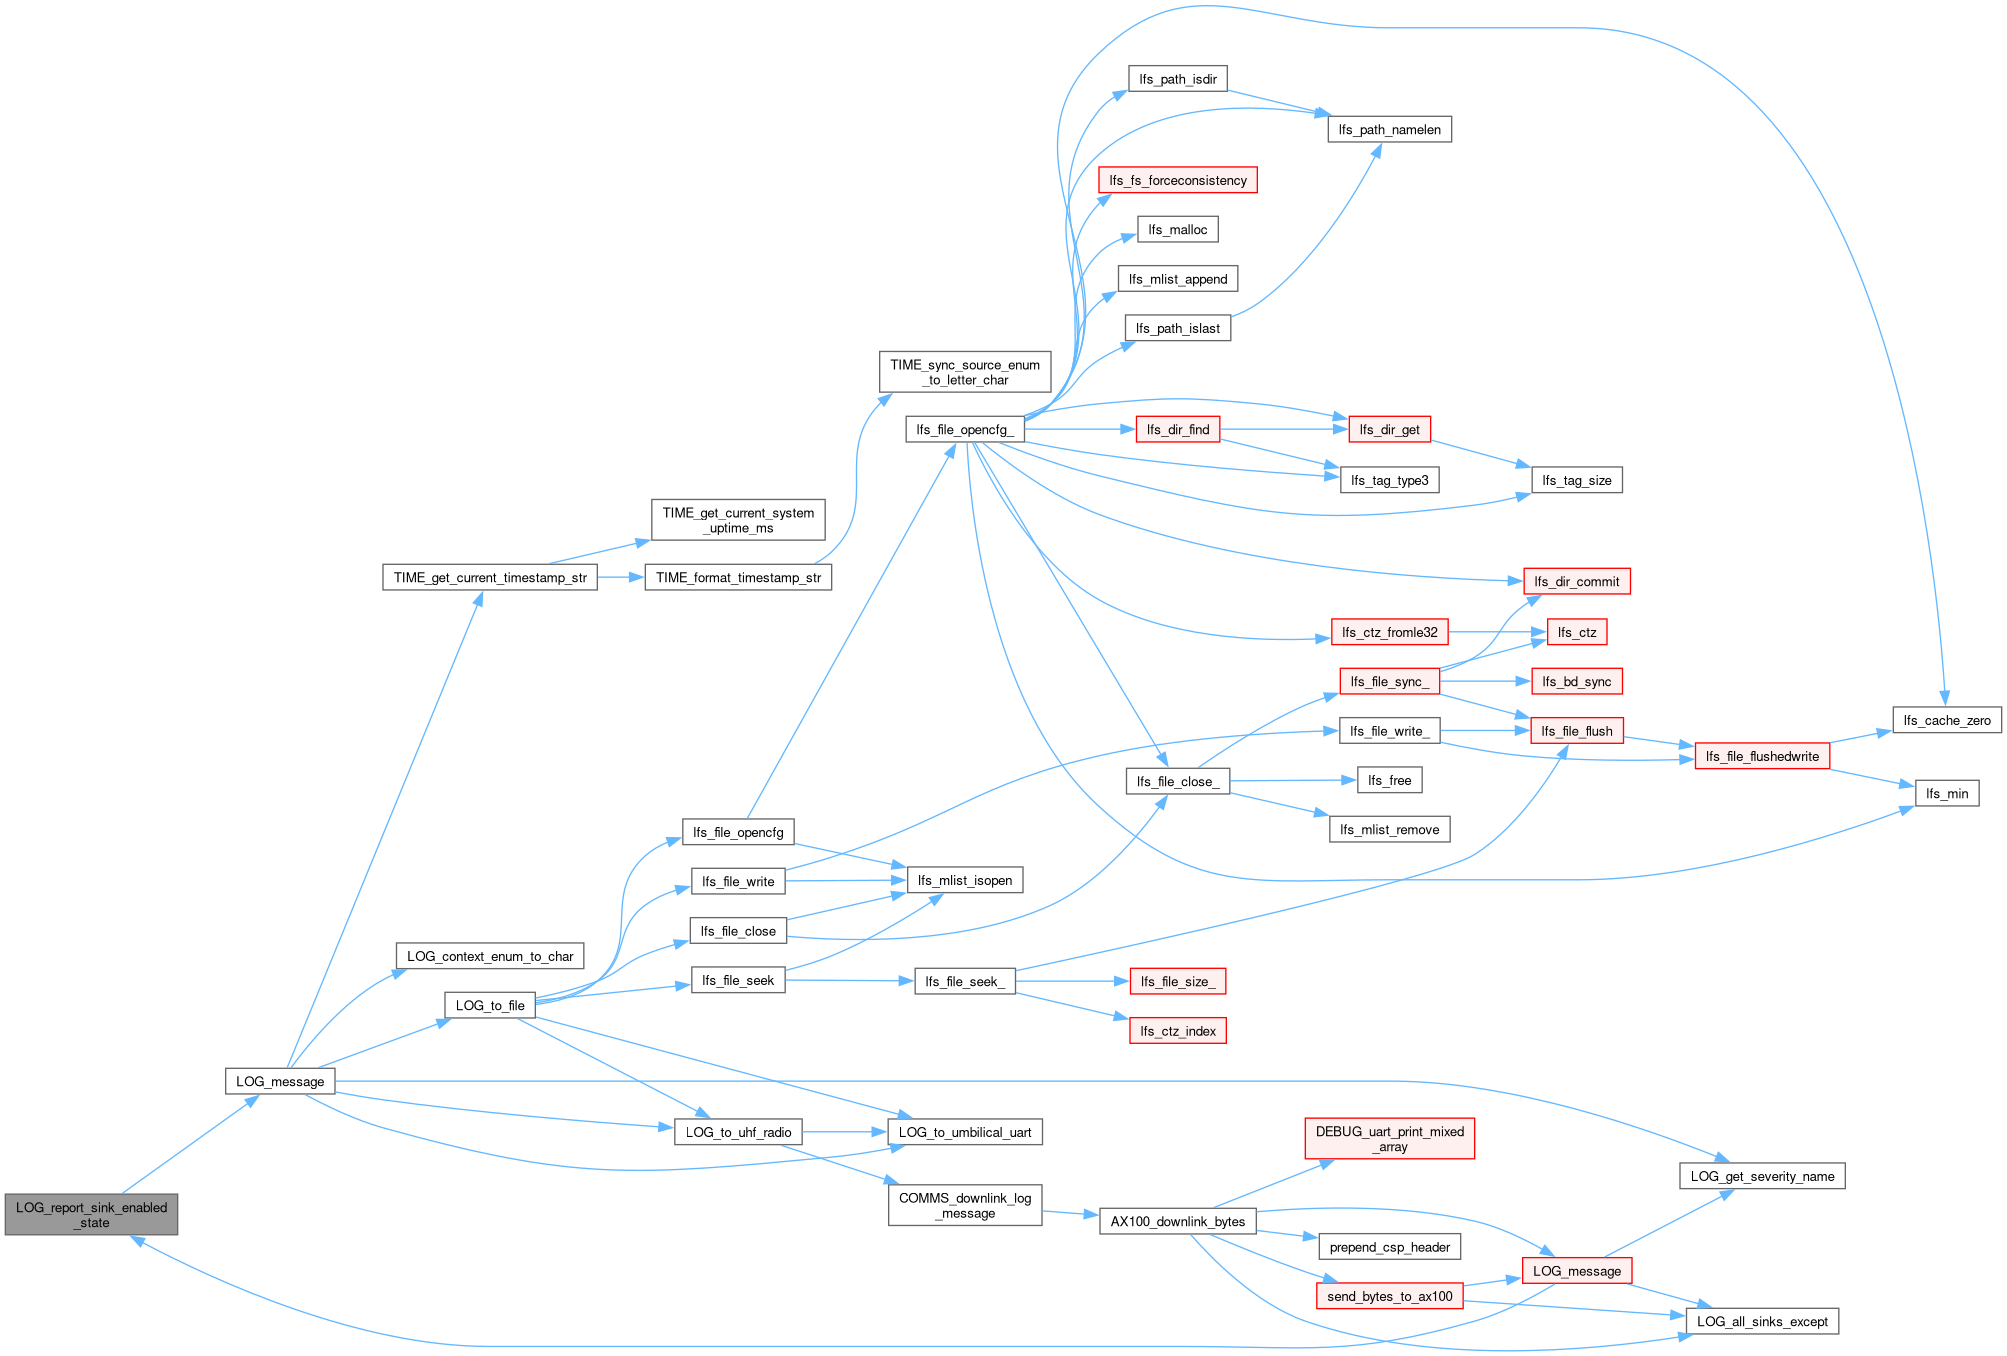 lfs_path_isdir
lfs_path_namelen
lfs_fs_forceconsistency
lfs_malloc
lfs_mlist_append
lfs_path_islast
TIME_sync_source_enum
_to_letter_char
lfs_file_opencfg_
lfs_dir_find
lfs_dir_get
lfs_tag_type3
lfs_tag_size
TIME_get_current_system
_uptime_ms
TIME_get_current_timestamp_str
TIME_format_timestamp_str
lfs_dir_commit
lfs_ctz_fromle32
lfs_ctz
lfs_file_sync_
lfs_bd_sync
lfs_cache_zero
lfs_file_write_
lfs_file_flush
lfs_file_flushedwrite
lfs_file_close_
lfs_free
lfs_min
lfs_mlist_remove
lfs_file_opencfg
lfs_file_write
lfs_mlist_isopen
lfs_file_close
LOG_context_enum_to_char
lfs_file_seek
lfs_file_seek_
lfs_file_size_
LOG_to_file
lfs_ctz_index
LOG_message
LOG_to_uhf_radio
LOG_to_umbilical_uart
DEBUG_uart_print_mixed
_array
LOG_get_severity_name
COMMS_downlink_log
_message
LOG_report_sink_enabled
_state
AX100_downlink_bytes
prepend_csp_header
LOG_message
send_bytes_to_ax100
LOG_all_sinks_except